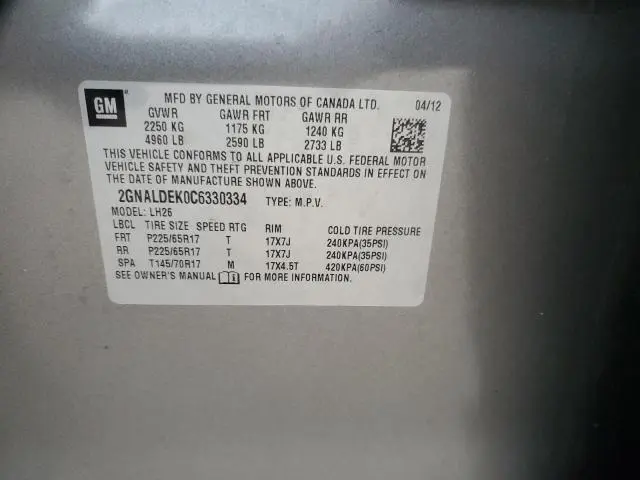 GM
MFD BY GENERAL MOTORS OF CANADA LTD. 04/12
GVWR GAWR FRT GAWR RR
2250 KG 1175 KG 1240 KG
4960 LB 2590 LB 2733 LB
THIS VEHICLE CONFORMS TO ALL APPLICABLE U.S. FEDERAL MOTOR
VEHICLE SAFETY AND THEFT PREVENTION STANDARDS IN EFFECT ON
THE DATE OF MANUFACTURE SHOWN ABOVE.
2GNALDEK0C6330334 TYPE: M.P.V.
MODEL: LH26
LBCL TIRE SIZE SPEED RTG RIM COLD TIRE PRESSURE
FRT P225/65R17 T 17X7J 240KPA(35PSI)
RR P225/65R17 T 17X7J 240KPA(35PSI)
SPA T145/70R17 M 17X4.5T 420KPA(60PSI)
SEE OWNER'S MANUAL FOR MORE INFORMATION.